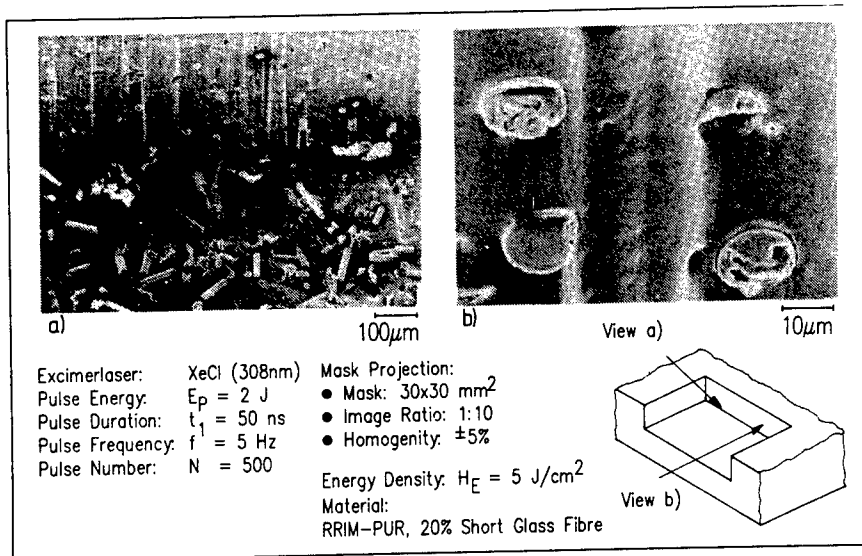 a)
100µm
b)
10µm
View a)
Excimerlaser: XeCl (308nm)
Pulse Energy: Ep = 2 J
Pulse Duration: t1 = 50 ns
Pulse Frequency: f = 5 Hz
Pulse Number: N = 500
Mask Projection:
● Mask: 30x30 mm²
● Image Ratio: 1:10
● Homogenity: ±5%
Energy Density: HE = 5 J/cm²
Material:
RRIM-PUR, 20% Short Glass Fibre
View b)